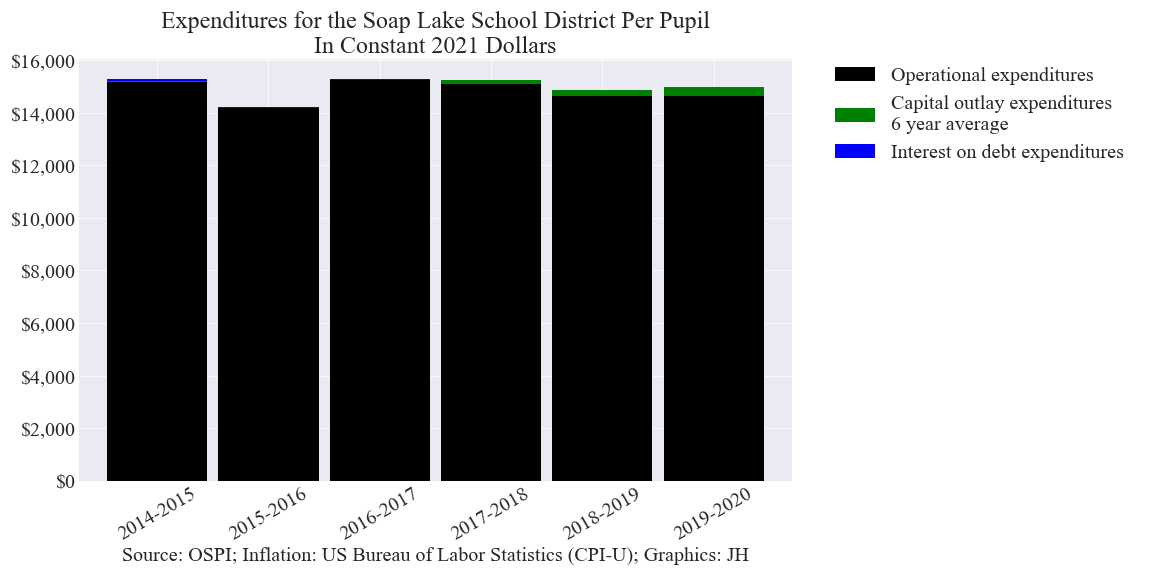 Expenditures for the Soap Lake School District Per Pupil
In Constant 2021 Dollars
$16,000
$14,000
$12,000
$10,000
$8,000
$6,000
$4,000
$2,000
$0
2014-2015
2015-2016
2016-2017
2017-2018
2018-2019
2019-2020
Source: OSPI; Inflation: US Bureau of Labor Statistics (CPI-U); Graphics: JH
Operational expenditures
Capital outlay expenditures
6 year average
Interest on debt expenditures